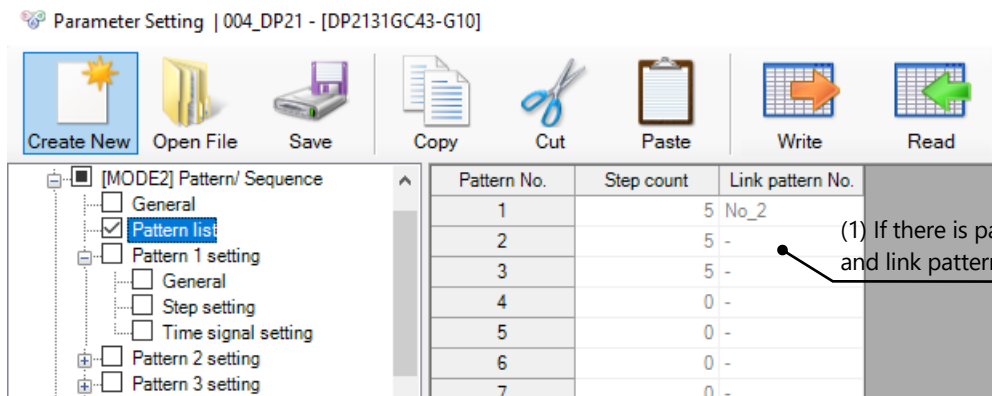 Parameter Setting | 004_DP21 - [DP2131GC43-G10]
Create New Open File Save Copy Cut Paste Write Read
[MODE2] Pattern/ Sequence
General
Pattern list
Pattern 1 setting
General
Step setting
Time signal setting
Pattern 2 setting
Pattern 3 setting
Pattern No. Step count Link pattern No.
1 5 No_2
2 5 -
3 5 -
4 0 -
5 0 -
6 0 -
7 0 -
(1) If there is
and link